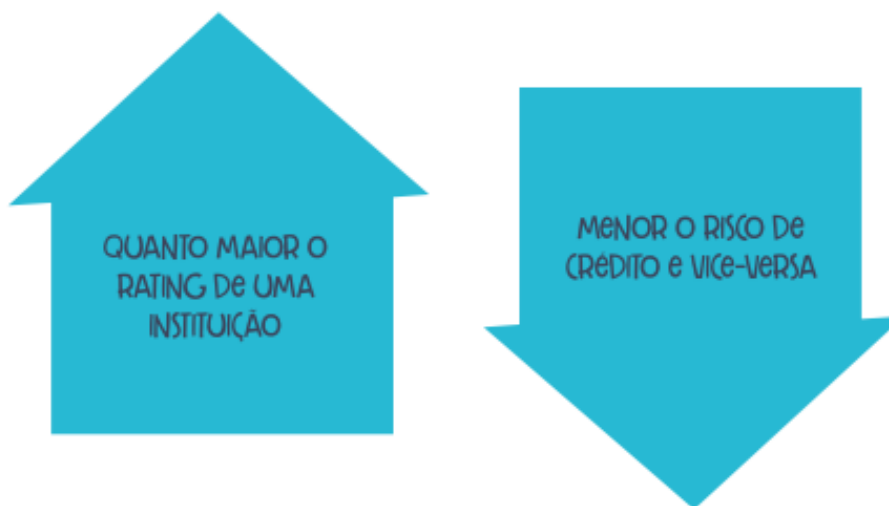 QUANTO MAIOR O
RATING DE UMA
INSTITUIÇÃO
MENOR O RISCO DE
CRÉDITO E VICE-VERSA